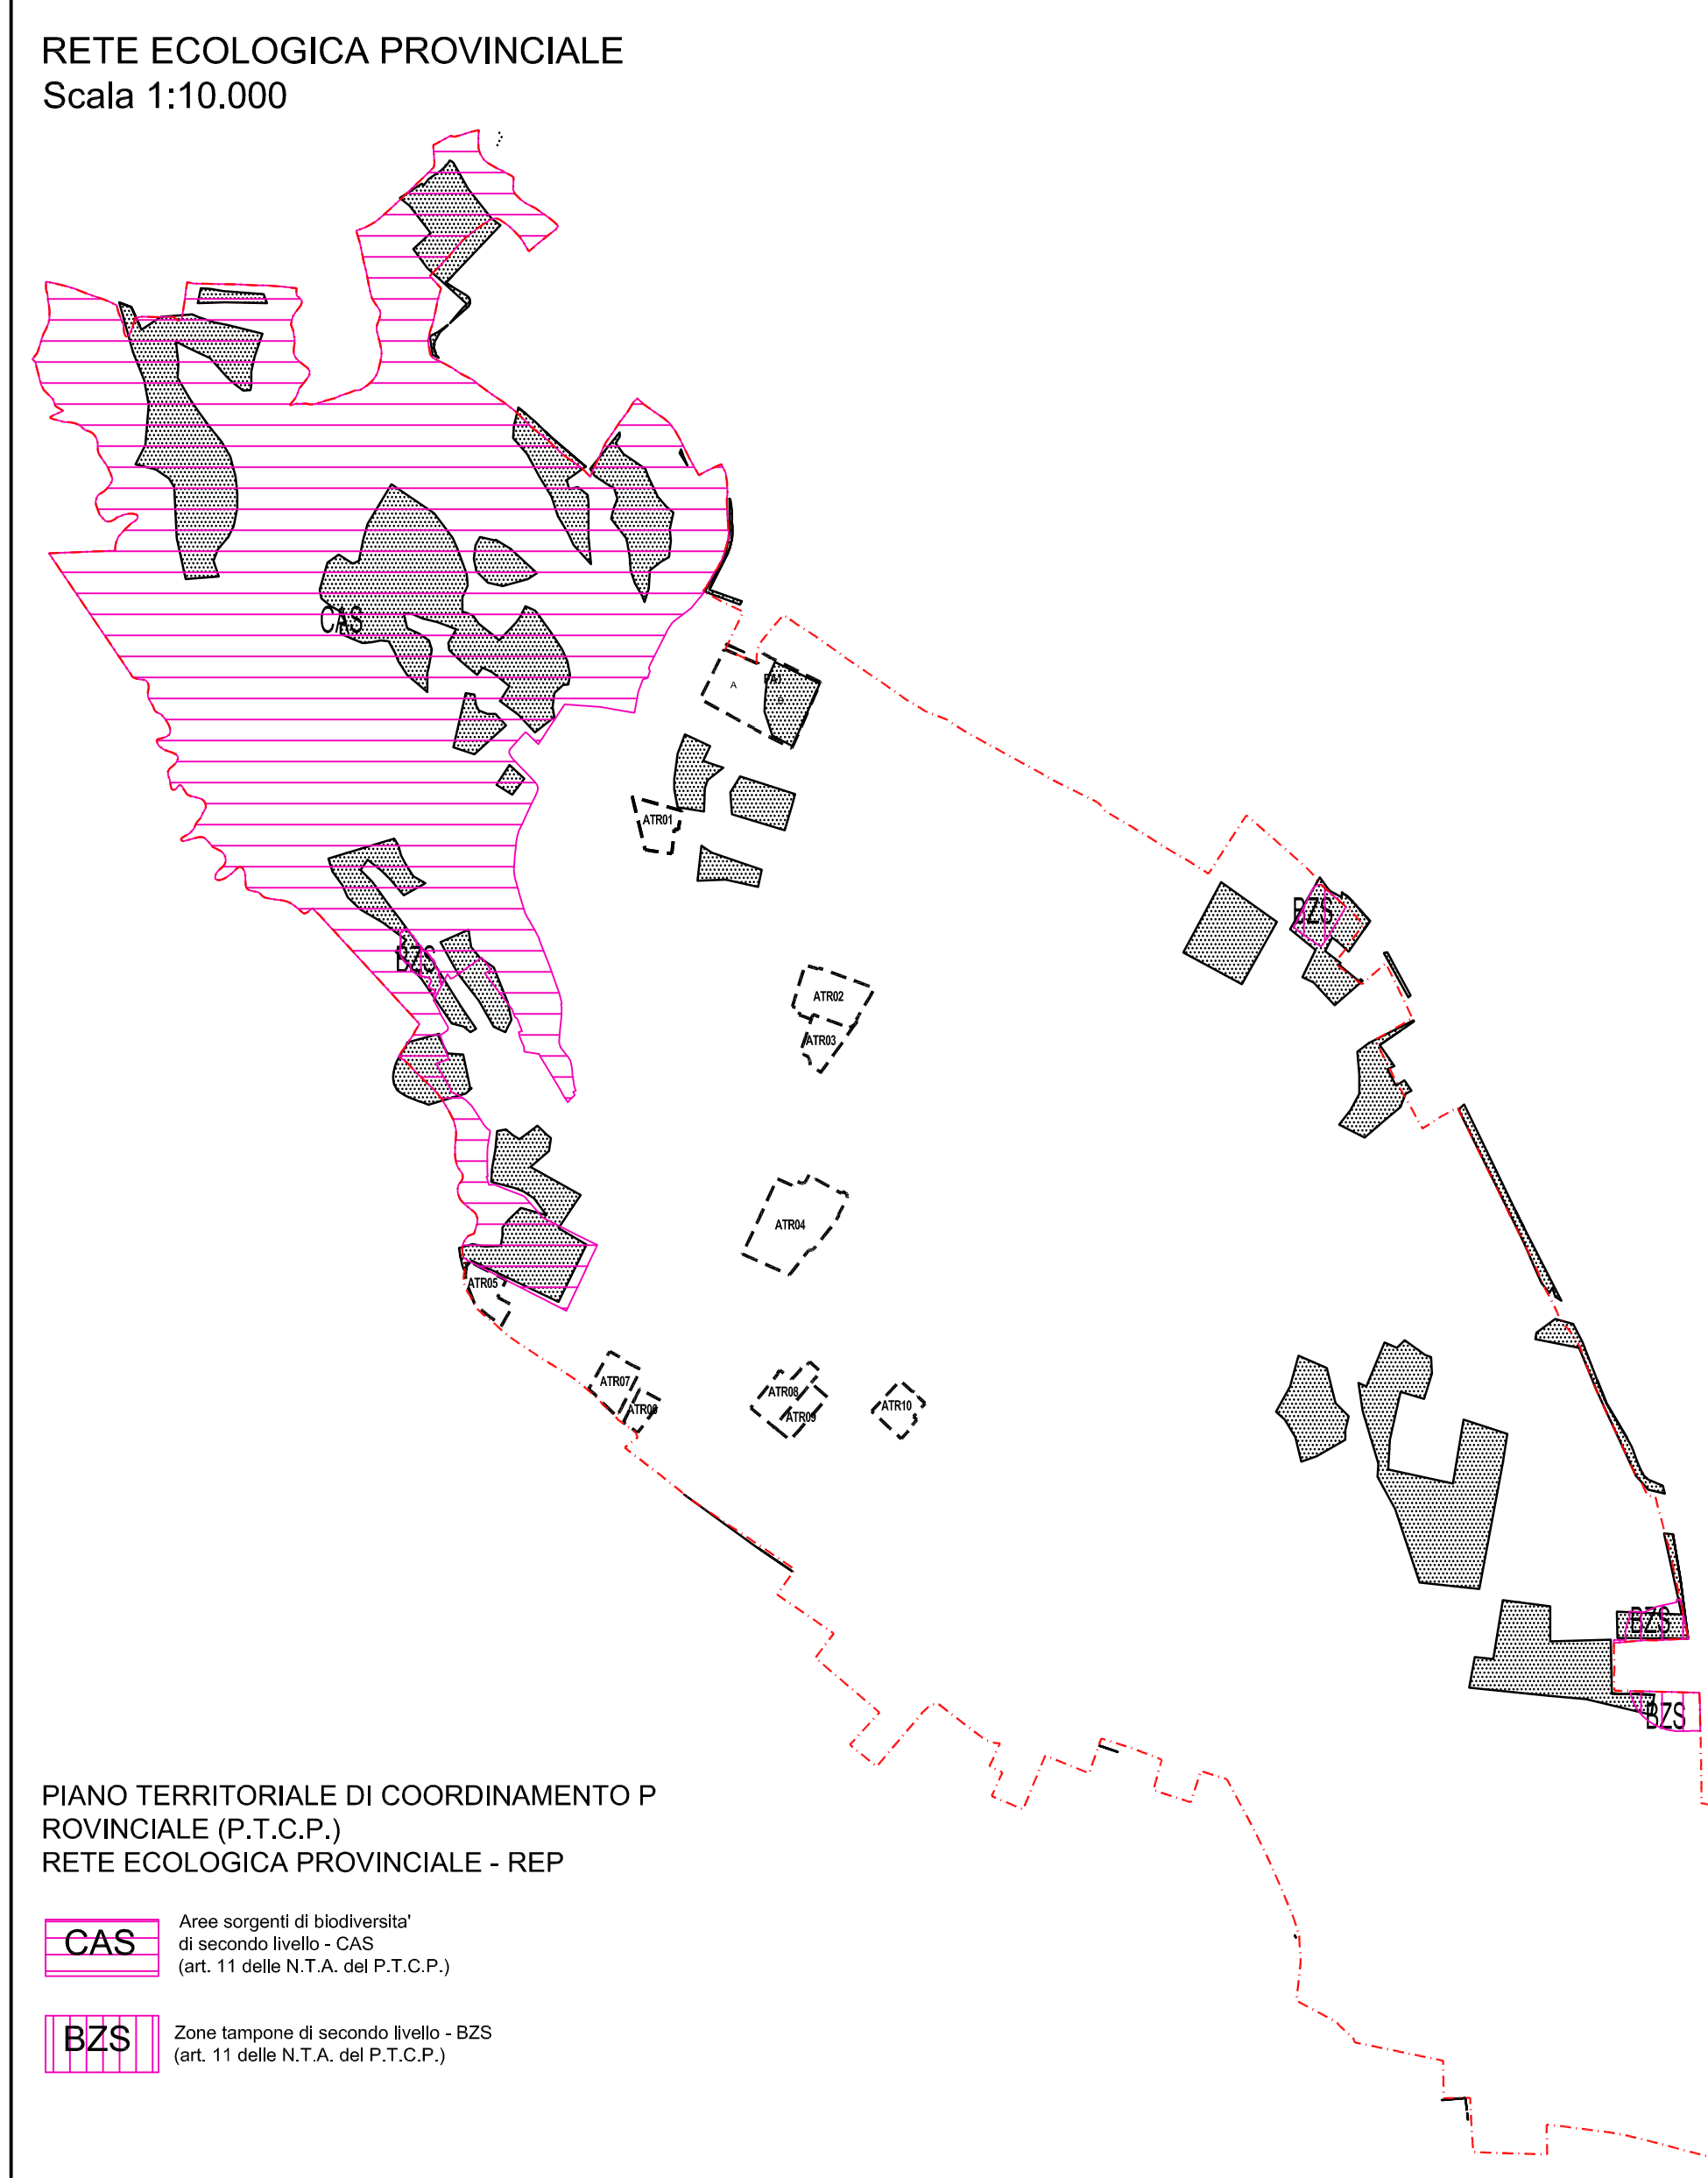 RETE ECOLOGICA PROVINCIALE
Scala 1:10.000
CAS
A
B
ATR01
BZS
BZS
ATR02
ATR03
ATR04
ATR05
ATR07
ATR06
ATR08
ATR09
ATR10
BZS
BZS
PIANO TERRITORIALE DI COORDINAMENTO P
ROVINCIALE (P.T.C.P.)
RETE ECOLOGICA PROVINCIALE - REP
CAS
Aree sorgenti di biodiversita'
di secondo livello - CAS
(art. 11 delle N.T.A. del P.T.C.P.)
BZS
Zone tampone di secondo livello - BZS
(art. 11 delle N.T.A. del P.T.C.P.)